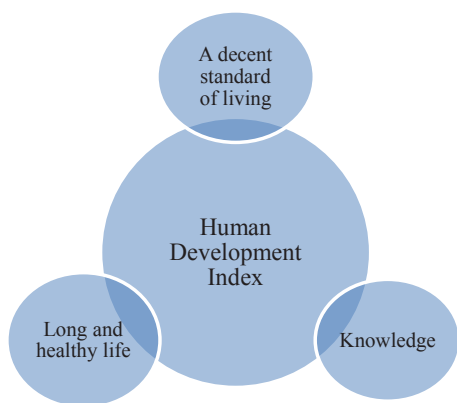 A decent
standard
of living
Human
Development
Index
Long and
healthy life
Knowledge